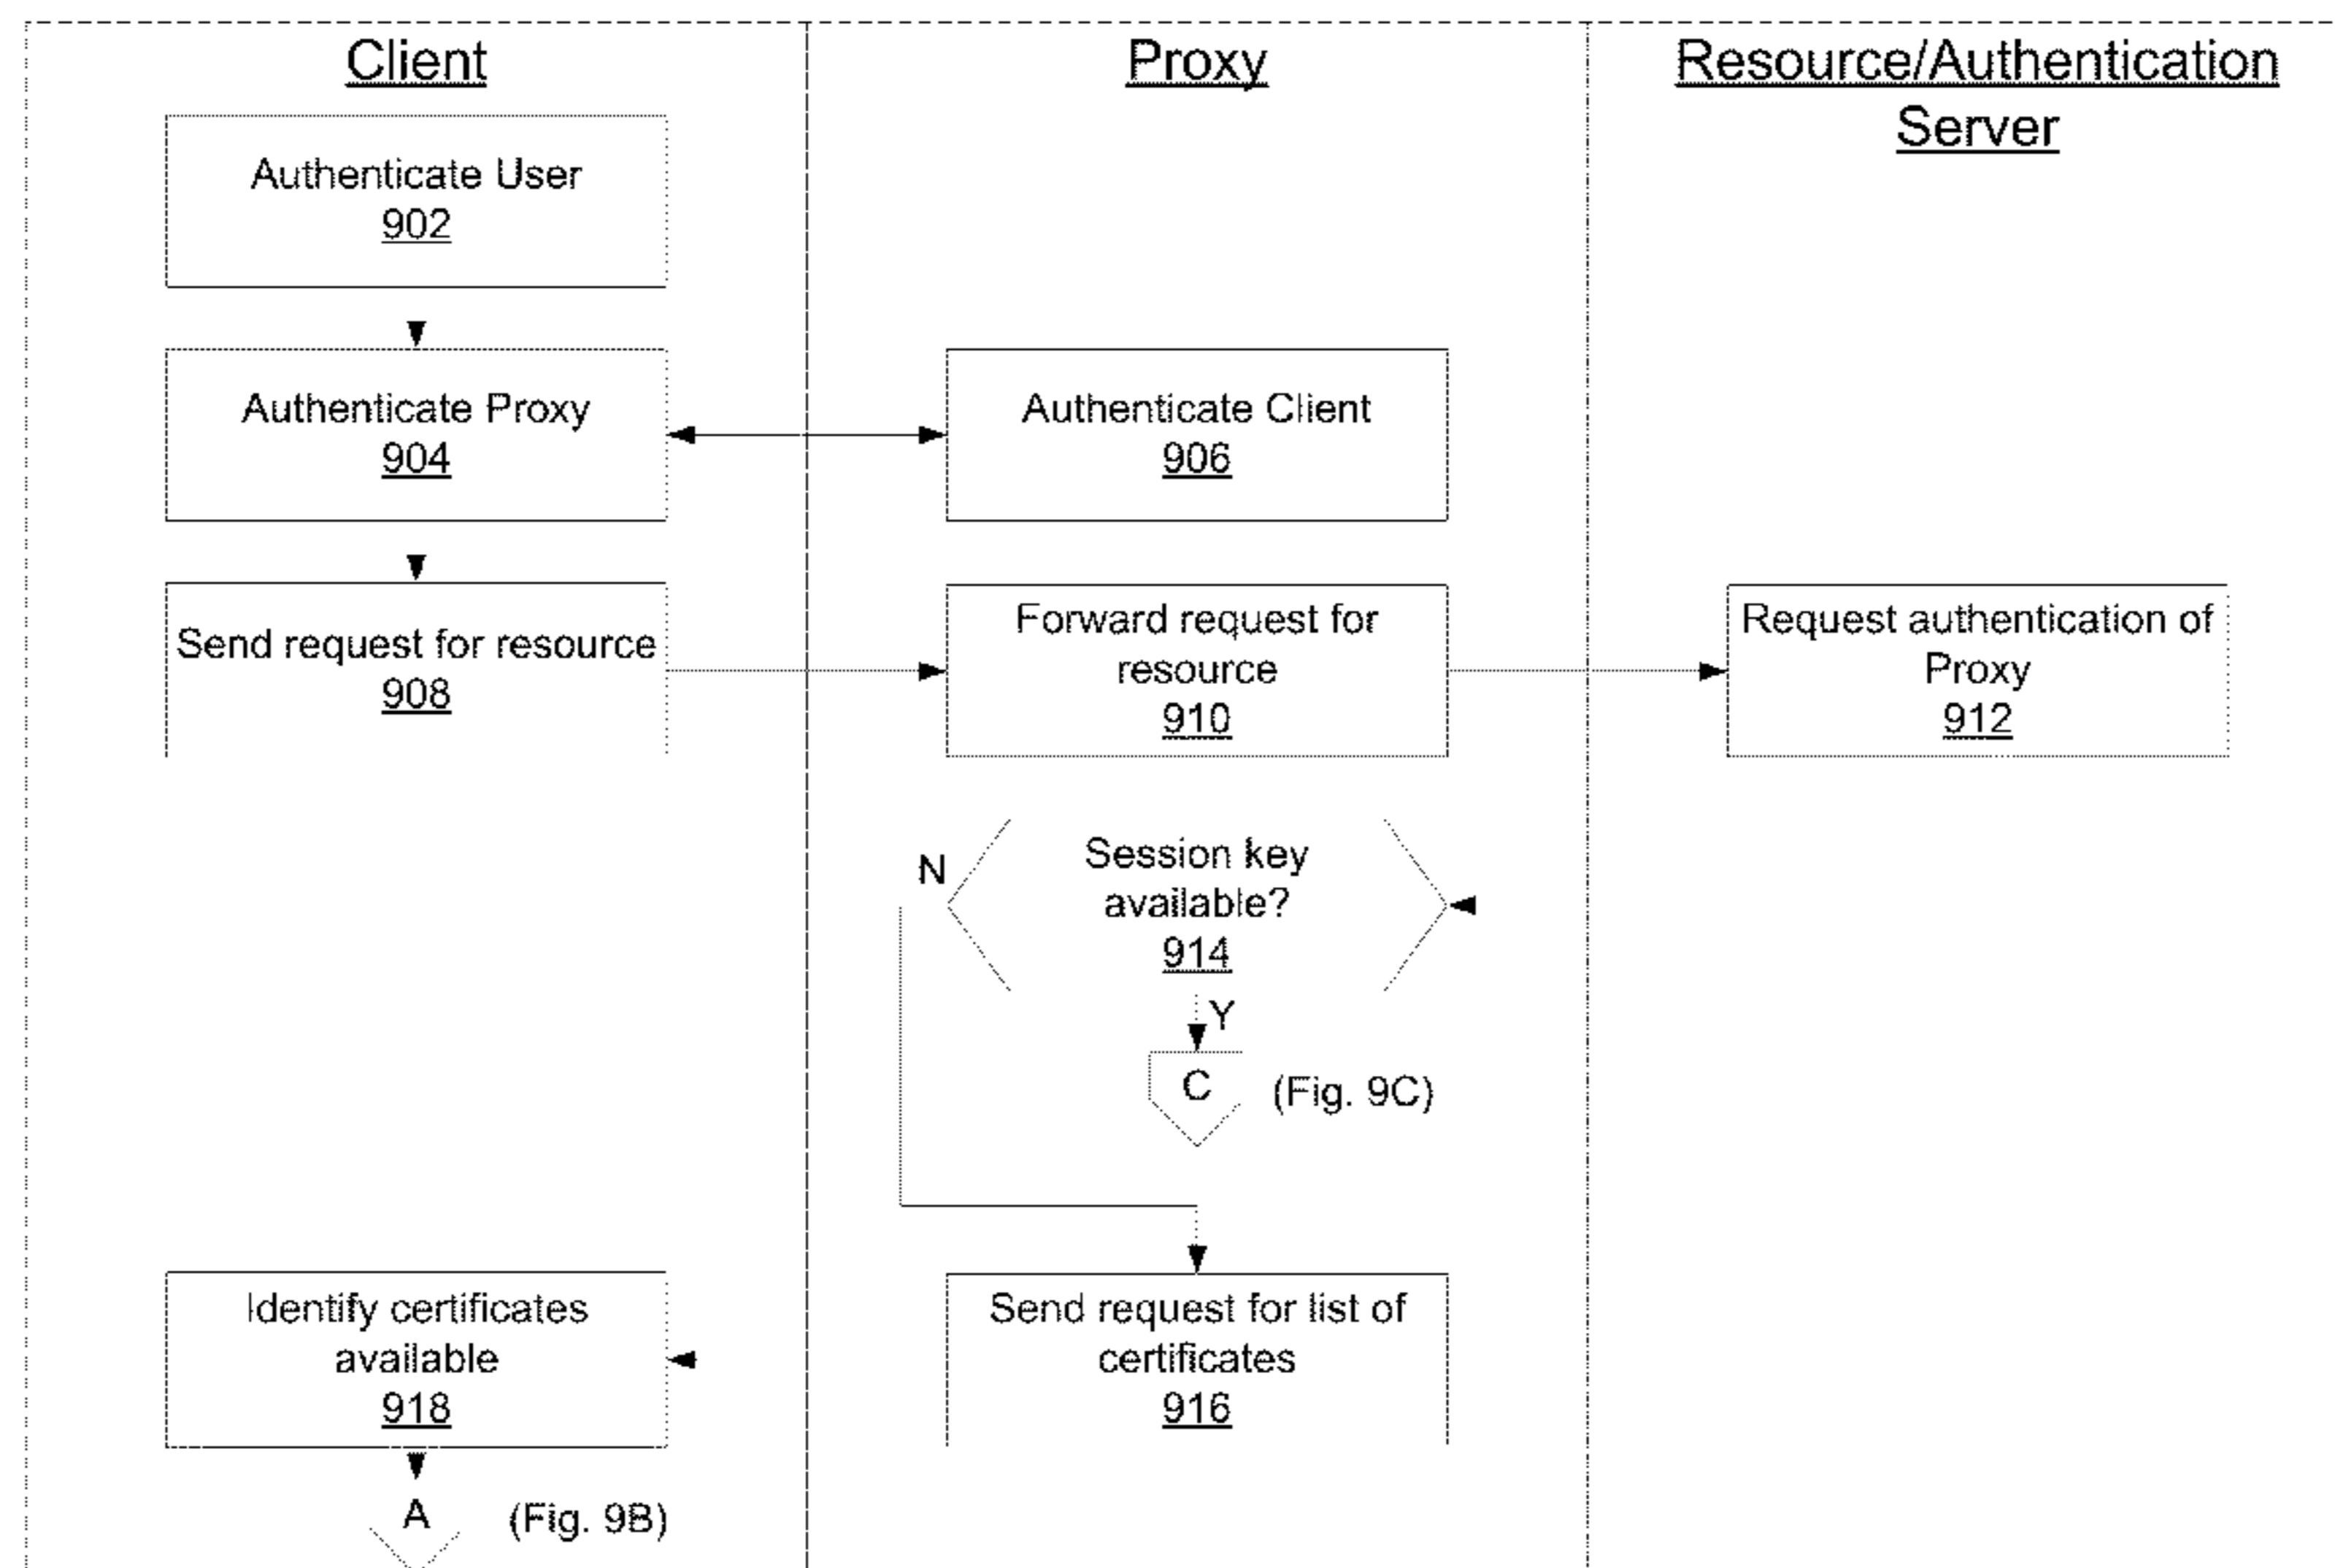 Client
Proxy
Resource/Authentication
Server
Authenticate User
902
Authenticate Proxy
904
Authenticate Client
906
Send request for resource
908
Forward request for
resource
910
Request authentication of
Proxy
912
N
Session key
available?
914
Y
C
(Fig. 9C)
Identify certificates
available
918
Send request for list of
certificates
916
A
(Fig. 9B)